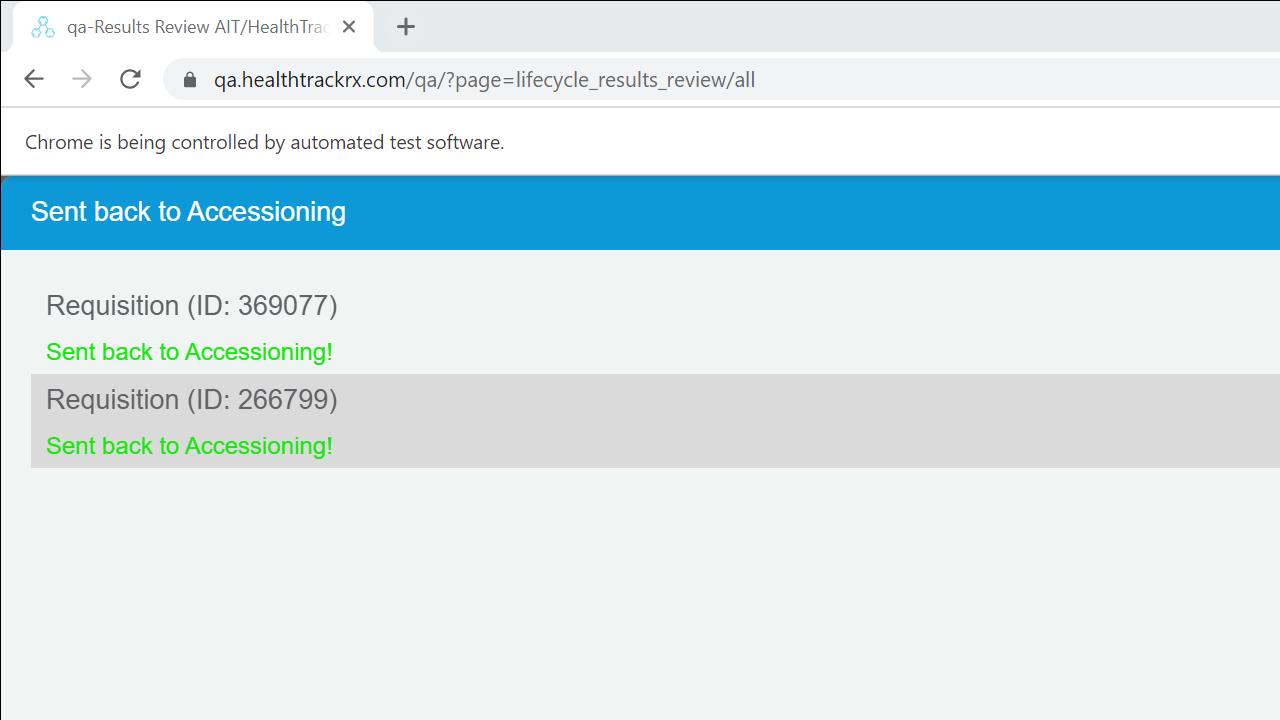 qa-Results Review AIT/HealthTrac
qa.healthtrackrx.com/qa/?page=lifecycle_results_review/all
Chrome is being controlled by automated test software.
Sent back to Accessioning
Requisition (ID: 369077)
Sent back to Accessioning!
Requisition (ID: 266799)
Sent back to Accessioning!